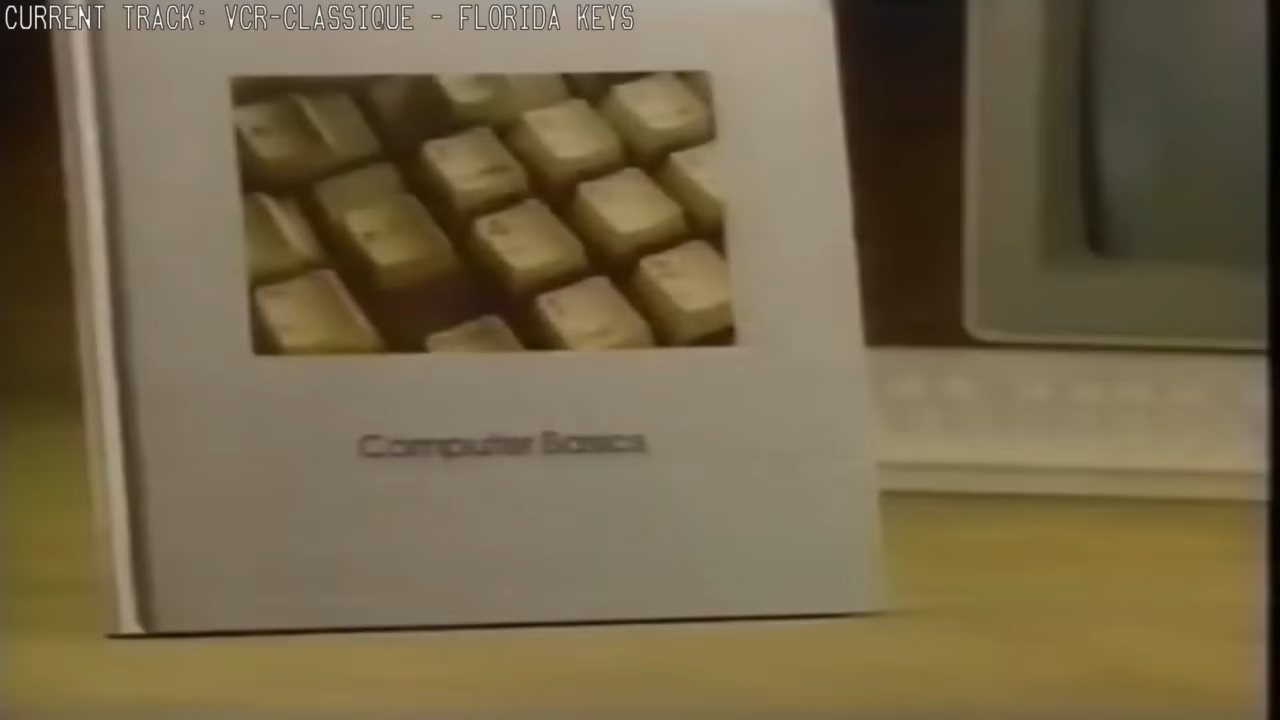 CURRENT TRACK: VCR-CLASSIQUE - FLORIDA KEYS
Computer Basics